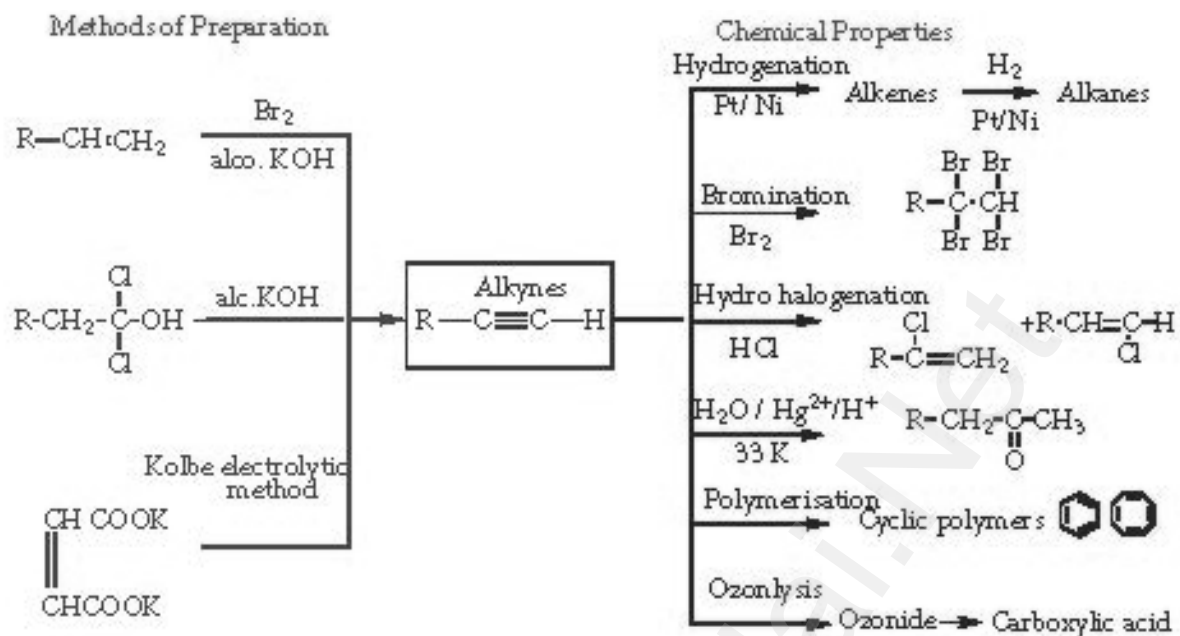 Methods of Preparation
R—CH=CH2
Br2
alco. KOH
Cl
R-CH2-C-OH
Cl
alc.KOH
Kolbe electrolytic
method
CH COOK
CHCOOK
Alkynes
R—C≡C—H
Chemical Properties
Hydrogenation
Pt/ Ni
Alkenes
H2
Pt/Ni
Alkanes
Bromination
Br2
Br Br
R—C-CH
Br Br
Hydro halogenation
HCl
Cl
R-C=CH2
+R-CH=C-H
Cl
H2O / Hg2+/H+
33 K
R—CH2-C—CH3
O
Polymerisation
Cyclic polymers
Ozonlysis
Ozonide → Carboxylic acid